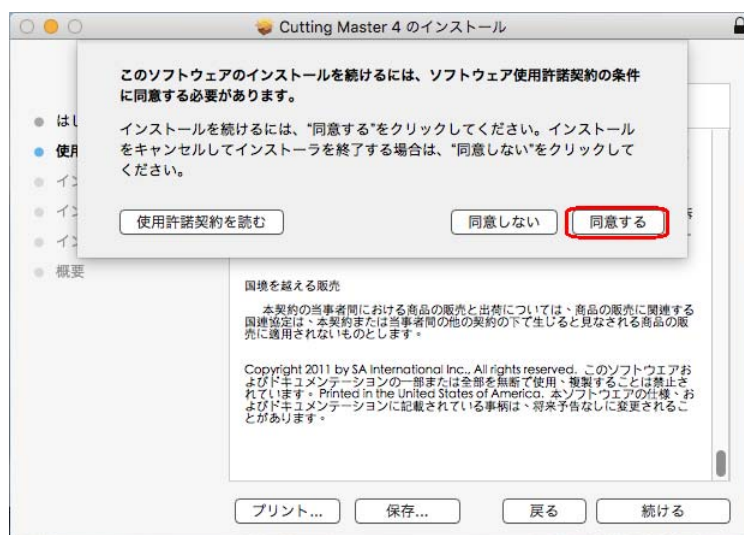 Cutting Master 4 のインストール
このソフトウェアのインストールを続けるには、ソフトウェア使用許諾契約の条件
に同意する必要があります。
インストールを続けるには、“同意する”をクリックしてください。インストール
をキャンセルしてインストーラを終了する場合は、“同意しない”をクリックして
ください。
使用許諾契約を読む
同意しない
同意する
概要
国境を越える販売
本契約の当事者間における商品の販売と出荷については、商品の販売に関連する
国連協定は、本契約または当事者間の他の契約の下で生じると見なされる商品の販
売に適用されないものとします。
Copyright 2011 by SA International Inc., All rights reserved. このソフトウエアお
よびドキュメンテーションの一部または全部を無断で使用、複製することは禁止さ
れています。Printed in the United States of America. 本ソフトウエアの仕様、お
よびドキュメンテーションに記載されている事柄は、将来予告なしに変更されるこ
とがあります。
プリント...
保存...
戻る
続ける